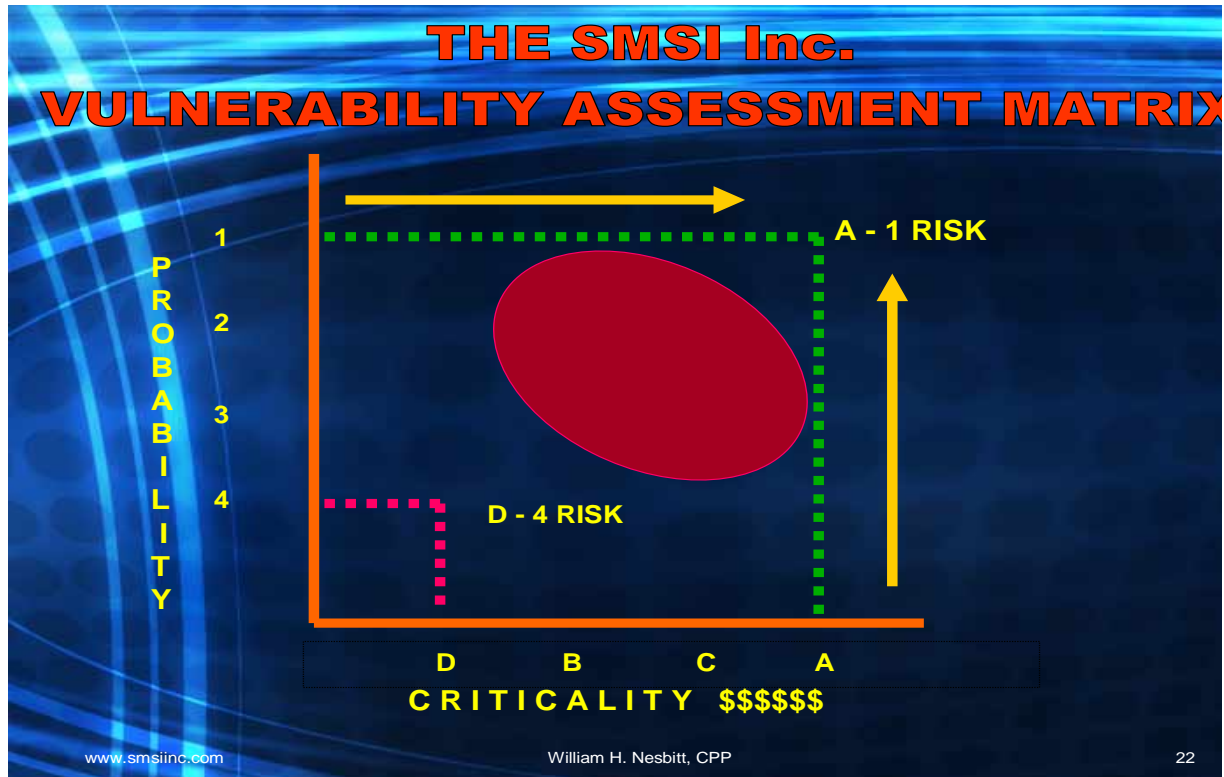 THE SMSI Inc.
VULNERABILITY ASSESSMENT MATRIX
PROBABILITY
1
2
3
4
A - 1 RISK
D - 4 RISK
D B C A
CRITICALITY $$$$$$
www.smsiinc.com William H. Nesbitt, CPP 22